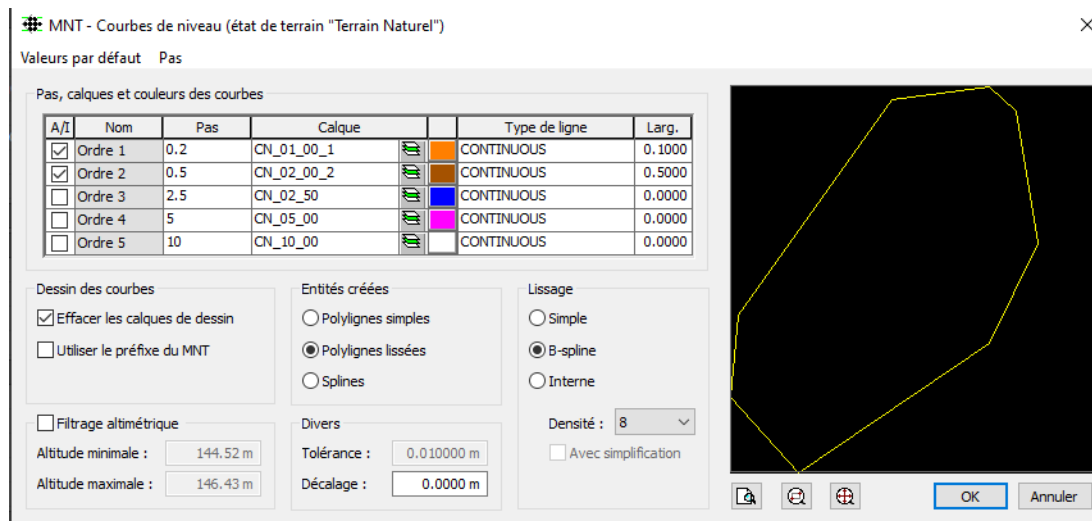 MNT - Courbes de niveau (état de terrain "Terrain Naturel")
Valeurs par défaut Pas
Pas, calques et couleurs des courbes
A/I Nom Pas Calque Type de ligne Larg.
Ordre 1 0.2 CN_01_00_1 CONTINUOUS 0.1000
Ordre 2 0.5 CN_02_00_2 CONTINUOUS 0.5000
Ordre 3 2.5 CN_02_50 CONTINUOUS 0.0000
Ordre 4 5 CN_05_00 CONTINUOUS 0.0000
Ordre 5 10 CN_10_00 CONTINUOUS 0.0000
Dessin des courbes
Effacer les calques de dessin
Utiliser le préfixe du MNT
Entités créées
Polylignes simples
Polylignes lissées
Splines
Lissage
Simple
B-spline
Interne
Densité : 8
Avec simplification
Filtrage altimétrique
Altitude minimale : 144.52 m
Altitude maximale : 146.43 m
Divers
Tolérance : 0.010000 m
Décalage : 0.0000 m
OK Annuler